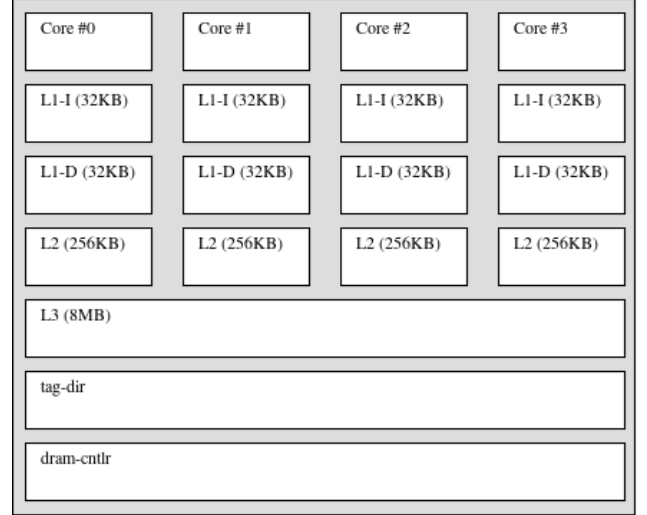 Core #0 Core #1 Core #2 Core #3
L1-I (32KB) L1-I (32KB) L1-I (32KB) L1-I (32KB)
L1-D (32KB) L1-D (32KB) L1-D (32KB) L1-D (32KB)
L2 (256KB) L2 (256KB) L2 (256KB) L2 (256KB)
L3 (8MB)
tag-dir
dram-cntlr